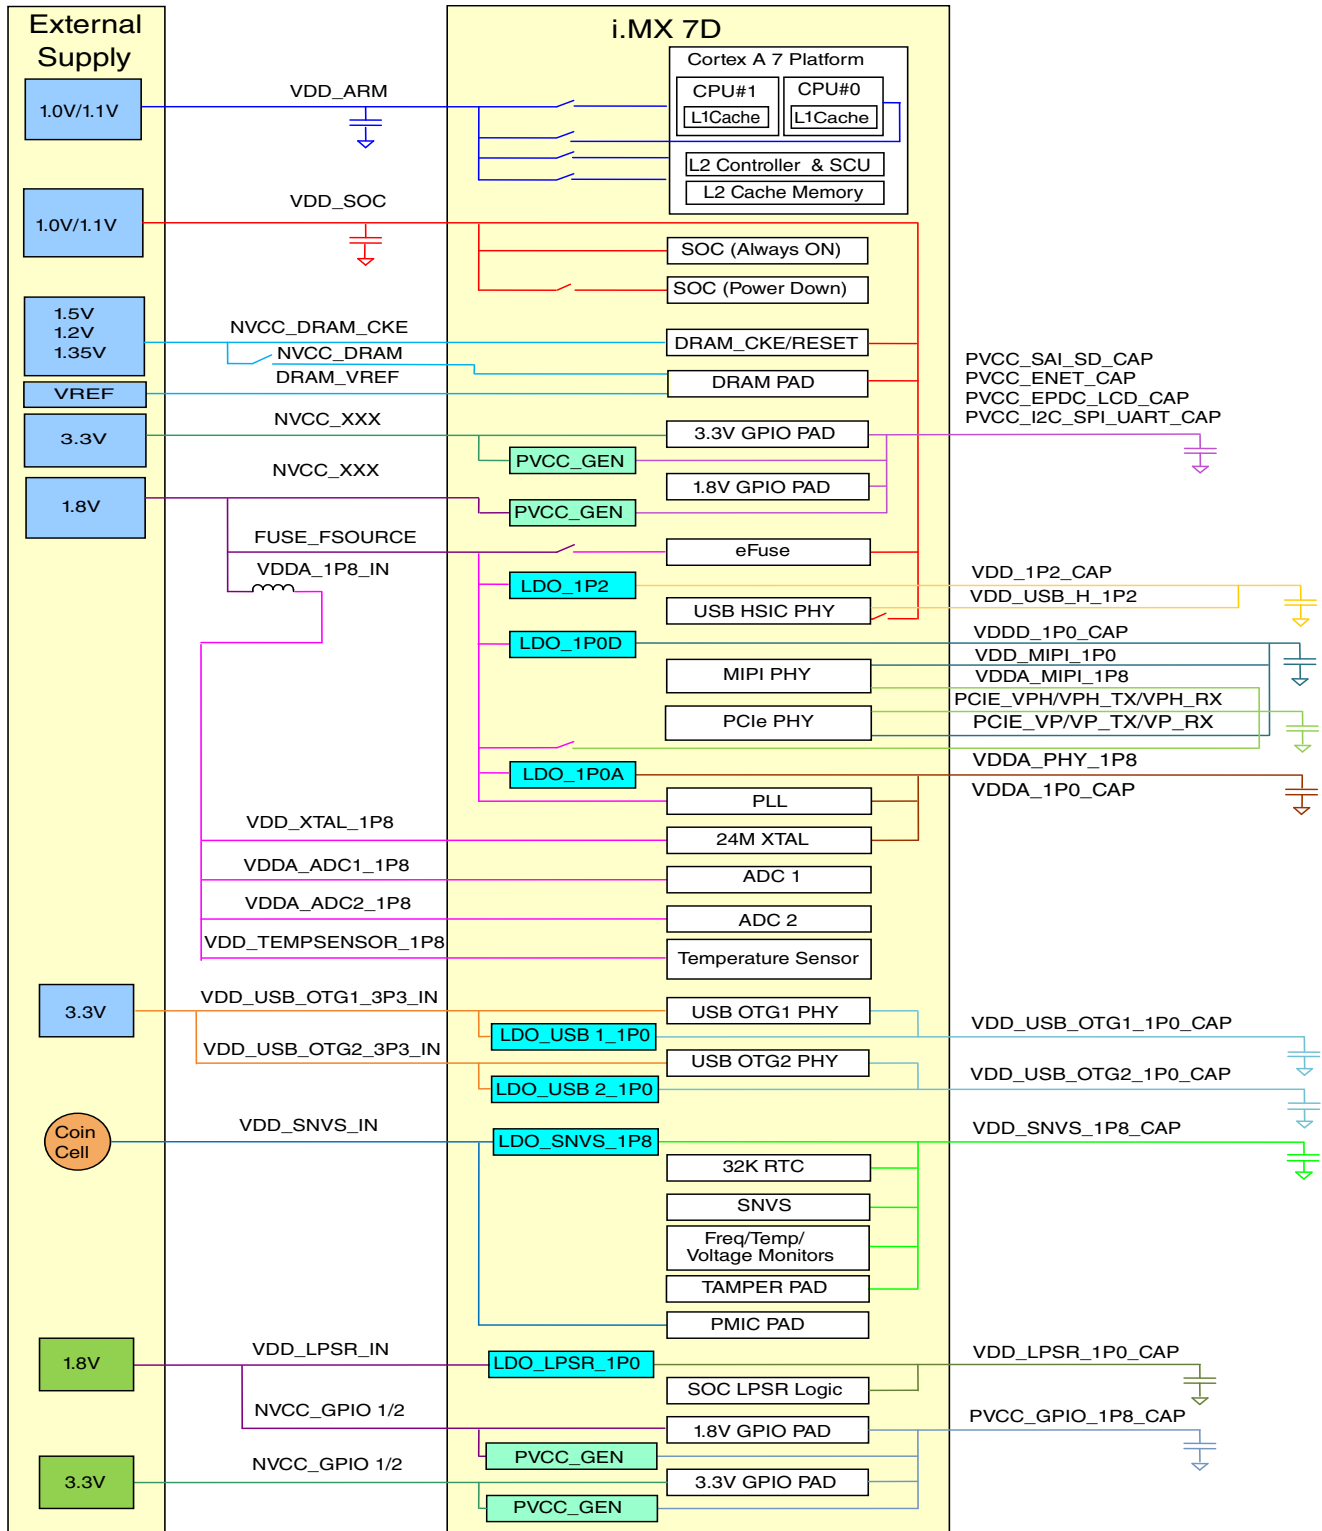 External
Supply
i.MX 7D
Cortex A 7 Platform
CPU#1
CPU#0
L1Cache
L1Cache
L2 Controller & SCU
L2 Cache Memory
1.0V/1.1V
VDD_ARM
1.0V/1.1V
VDD_SOC
SOC (Always ON)
SOC (Power Down)
1.5V
1.2V
1.35V
NVCC_DRAM_CKE
DRAM_CKE/RESET
NVCC_DRAM
DRAM_VREF
DRAM PAD
VREF
PVCC_SAI_SD_CAP
PVCC_ENET_CAP
PVCC_EPDC_LCD_CAP
PVCC_I2C_SPI_UART_CAP
3.3V
NVCC_XXX
3.3V GPIO PAD
PVCC_GEN
NVCC_XXX
1.8V GPIO PAD
1.8V
PVCC_GEN
FUSE_FSOURCE
eFuse
VDDA_1P8_IN
LDO_1P2
VDD_1P2_CAP
USB HSIC PHY
VDD_USB_H_1P2
LDO_1P0D
VDDD_1P0_CAP
VDD_MIPI_1P0
MIPI PHY
VDDA_MIPI_1P8
PCIE_VPH/VPH_TX/VPH_RX
PCIe PHY
PCIE_VP/VP_TX/VP_RX
LDO_1P0A
VDDA_PHY_1P8
VDDA_1P0_CAP
PLL
VDD_XTAL_1P8
24M XTAL
VDDA_ADC1_1P8
ADC 1
VDDA_ADC2_1P8
ADC 2
VDD_TEMPSENSOR_1P8
Temperature Sensor
3.3V
VDD_USB_OTG1_3P3_IN
USB OTG1 PHY
LDO_USB 1_1P0
VDD_USB_OTG1_1P0_CAP
VDD_USB_OTG2_3P3_IN
USB OTG2 PHY
LDO_USB 2_1P0
VDD_USB_OTG2_1P0_CAP
Coin
Cell
VDD_SNVS_IN
LDO_SNVS_1P8
VDD_SNVS_1P8_CAP
32K RTC
SNVS
Freq/Temp/
Voltage Monitors
TAMPER PAD
PMIC PAD
1.8V
VDD_LPSR_IN
LDO_LPSR_1P0
VDD_LPSR_1P0_CAP
SOC LPSR Logic
NVCC_GPIO 1/2
1.8V GPIO PAD
PVCC_GPIO_1P8_CAP
PVCC_GEN
3.3V
NVCC_GPIO 1/2
3.3V GPIO PAD
PVCC_GEN